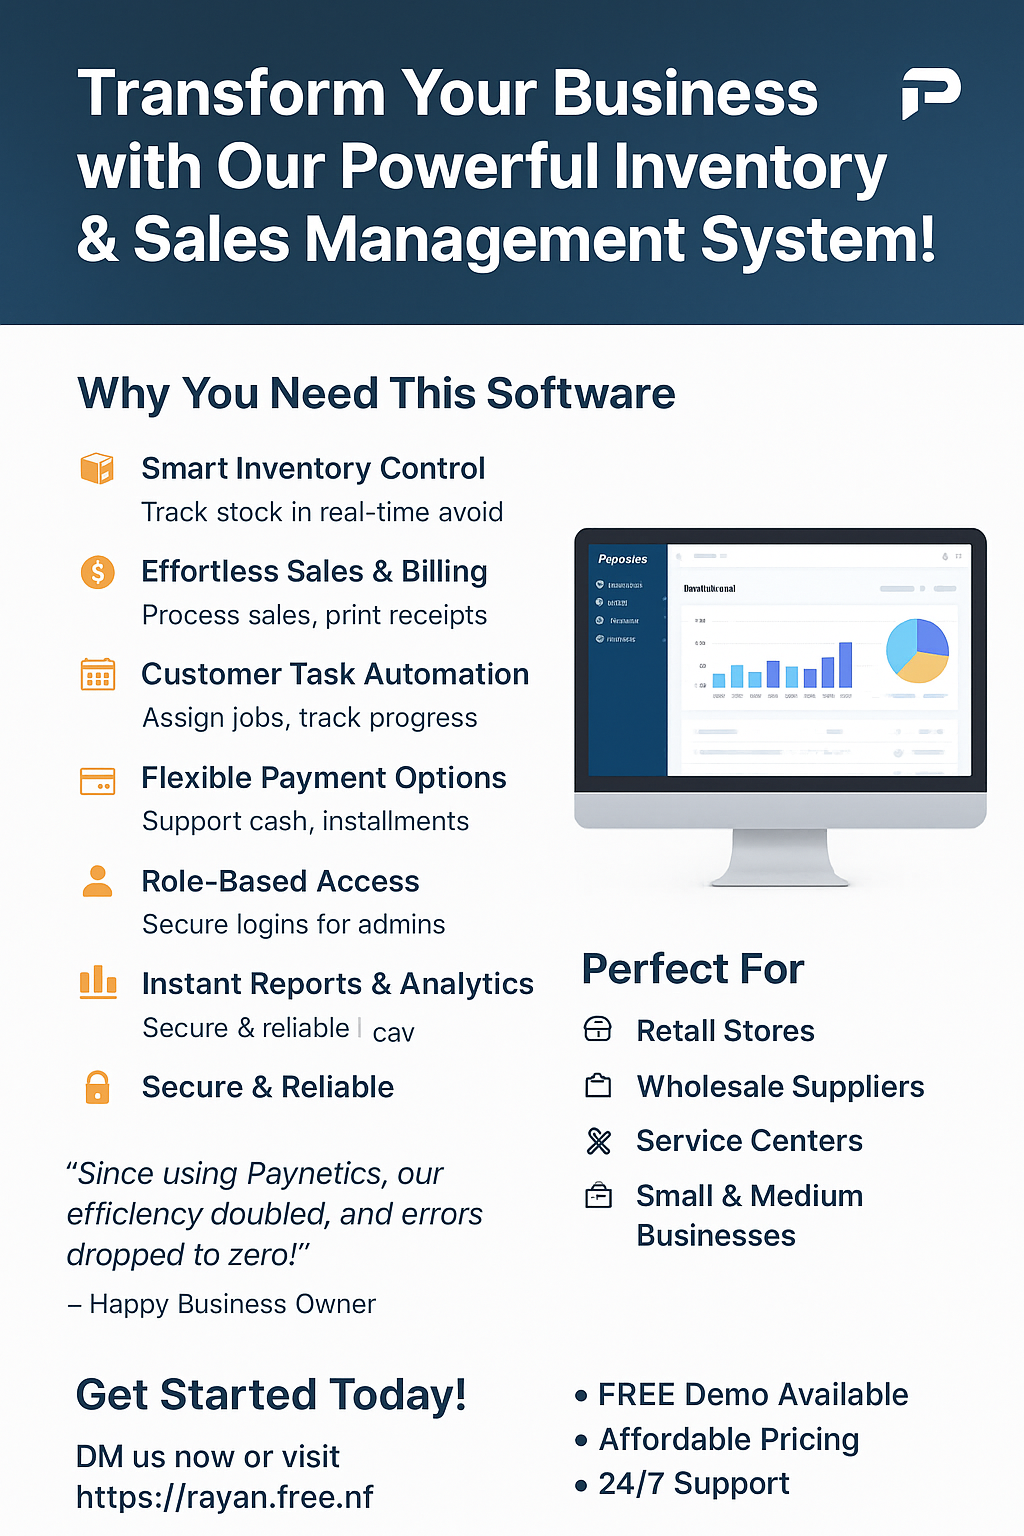 Transform Your Business
with Our Powerful Inventory
& Sales Management System!
Why You Need This Software
Smart Inventory Control
Track stock in real-time avoid
Effortless Sales & Billing
Process sales, print receipts
Customer Task Automation
Assign jobs, track progress
Flexible Payment Options
Support cash, installments
Role-Based Access
Secure logins for admins
Instant Reports & Analytics
Secure & reliable | cav
Secure & Reliable
“Since using Paynetics, our
efficlency doubled, and errors
dropped to zero!”
– Happy Business Owner
Peposles
Perfect For
Retall Stores
Wholesale Suppliers
Service Centers
Small & Medium
Businesses
Get Started Today!
DM us now or visit
https://rayan.free.nf
• FREE Demo Available
• Affordable Pricing
• 24/7 Support